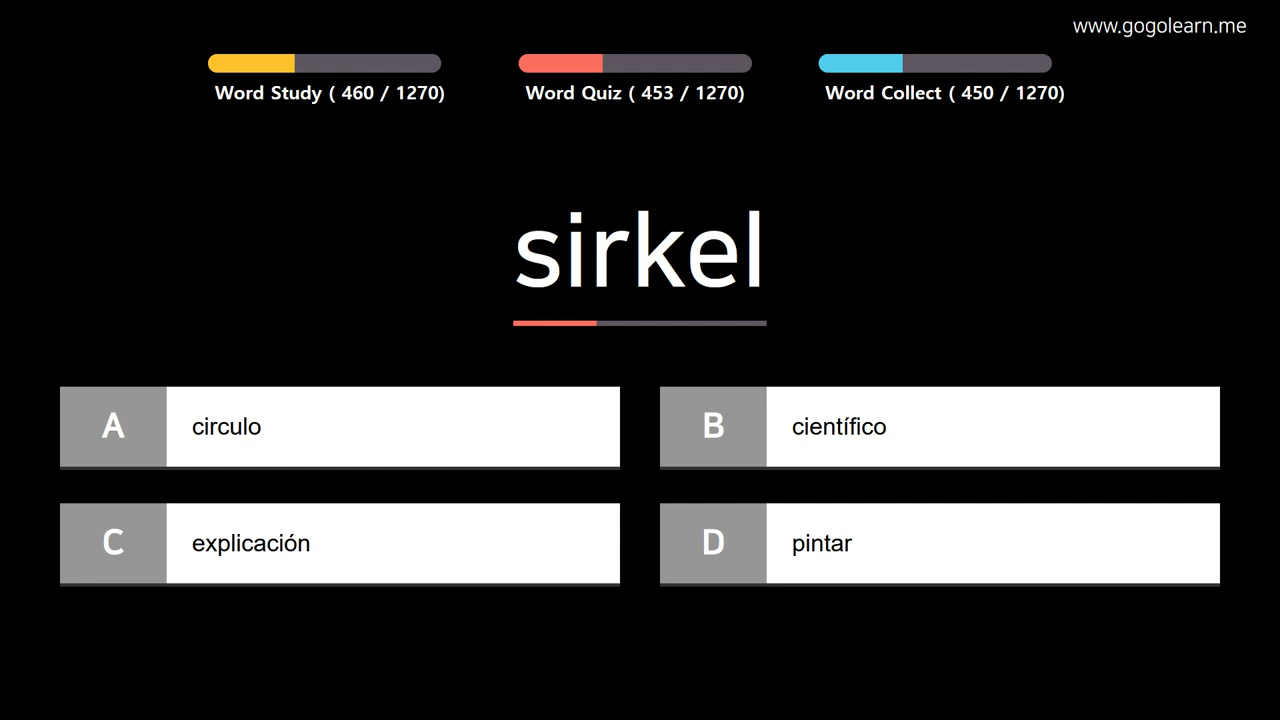 www.gogolearn.me
Word Study ( 460 / 1270)
Word Quiz ( 453 / 1270)
Word Collect ( 450 / 1270)
sirkel
A circulo
B científico
C explicación
D pintar